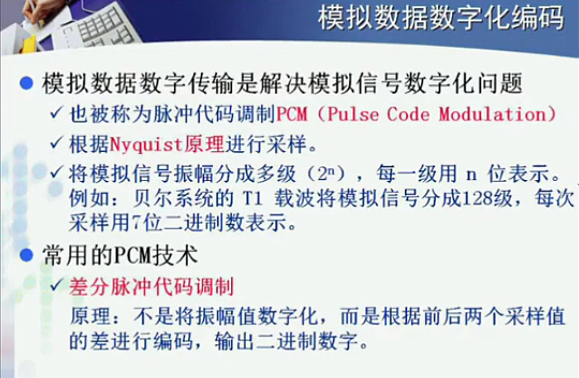 模拟数据数字化编码
模拟数据数字传输是解决模拟信号数字化问题
也被称为脉冲代码调制PCM（Pulse Code Modulation）
根据Nyquist原理进行采样。
将模拟信号振幅分成多级（2ⁿ），每一级用 n 位表示。
例如：贝尔系统的 T1 载波将模拟信号分成128级，每次
采样用7位二进制数表示。
常用的PCM技术
差分脉冲代码调制
原理：不是将振幅值数字化，而是根据前后两个采样值
的差进行编码，输出二进制数字。